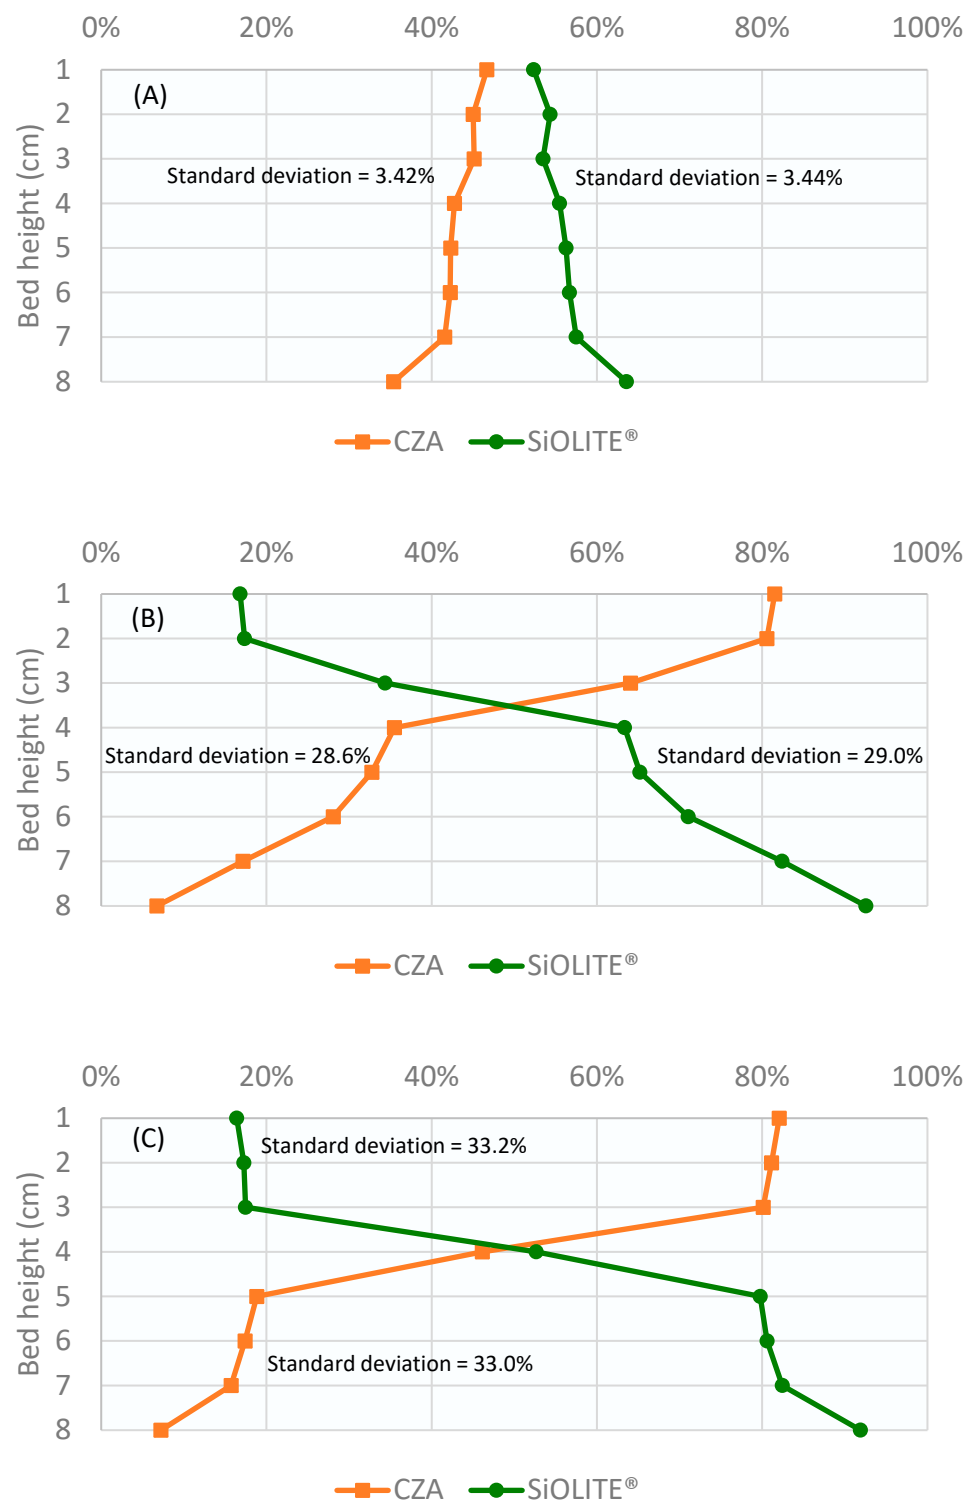 0% 20% 40% 60% 80% 100%
Bed height (cm)
1
(A)
2
3
Standard deviation = 3.42% Standard deviation = 3.44%
4
5
6
7
8
CZA SiOLITE®
0% 20% 40% 60% 80% 100%
Bed height (cm)
1
(B)
2
3
4
Standard deviation = 28.6% Standard deviation = 29.0%
5
6
7
8
CZA SiOLITE®
0% 20% 40% 60% 80% 100%
Bed height (cm)
1
(C)
Standard deviation = 33.2%
2
3
4
5
6
Standard deviation = 33.0%
7
8
CZA SiOLITE®